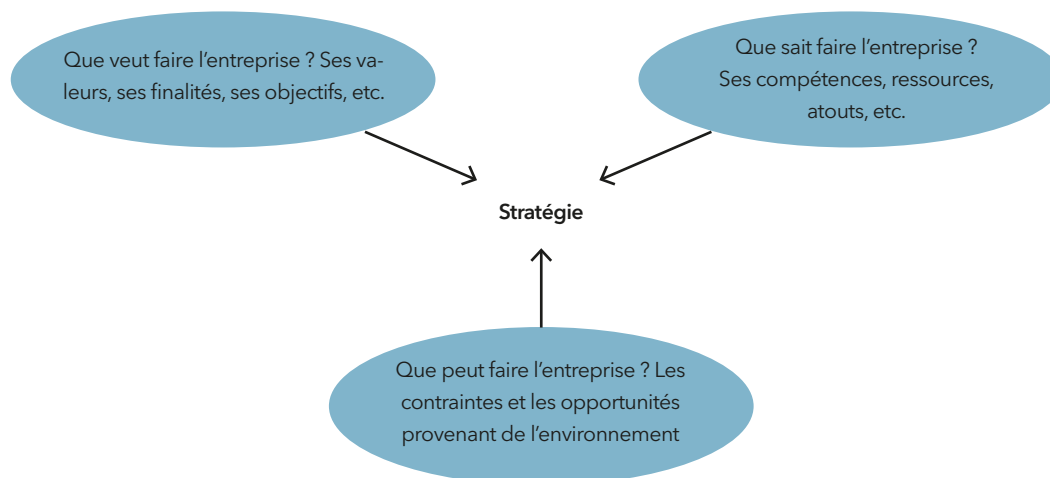 Que veut faire l’entreprise ? Ses va-
leurs, ses finalités, ses objectifs, etc.
Que sait faire l’entreprise ?
Ses compétences, ressources,
atouts, etc.
Stratégie
Que peut faire l’entreprise ? Les
contraintes et les opportunités
provenant de l’environnement